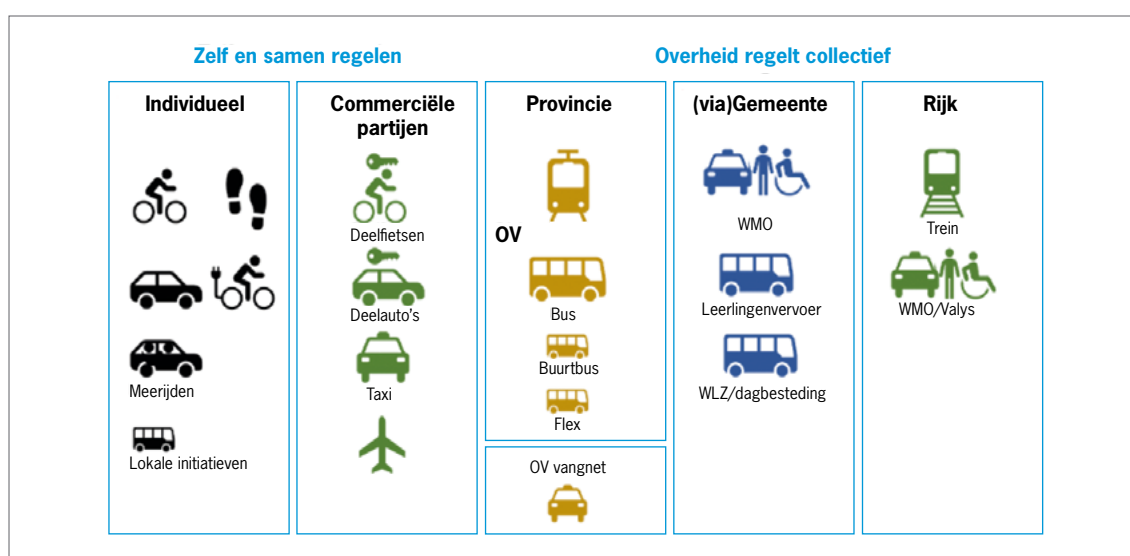 Zelf en samen regelen
Overheid regelt collectief
Individueel
Meerijden
Lokale initiatieven
Commerciële
partijen
Deelfietsen
Deelauto's
Taxi
Provincie
OV
Bus
Buurtbus
Flex
OV vangnet
(via)Gemeente
WMO
Leerlingenvervoer
WLZ/dagbesteding
Rijk
Trein
WMO/Valys